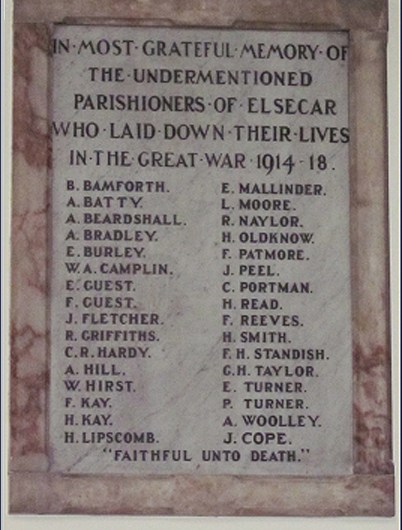 IN·MOST·GRATEFUL·MEMORY·OF
THE·UNDERMENTIONED
PARISHIONERS·OF·ELSECAR
WHO·LAID·DOWN·THEIR·LIVES
IN·THE·GREAT·WAR·1914-18.
B. BAMFORTH.
A. BATTY.
A. BEARDSHALL.
A. BRADLEY.
E. BURLEY.
W. A. CAMPLIN.
E. GUEST.
F. GUEST.
J. FLETCHER.
R. GRIFFITHS.
C. R. HARDY.
A. HILL.
W. HIRST.
F. KAY.
H. KAY.
H. LIPSCOMB.
E. MALLINDER.
L. MOORE.
R. NAYLOR.
H. OLDKNOW.
F. PATMORE.
J. PEEL.
C. PORTMAN.
H. READ.
F. REEVES.
H. SMITH.
F. H. STANDISH.
G. H. TAYLOR.
E. TURNER.
P. TURNER.
A. WOOLLEY.
J. COPE.
"FAITHFUL UNTO DEATH."